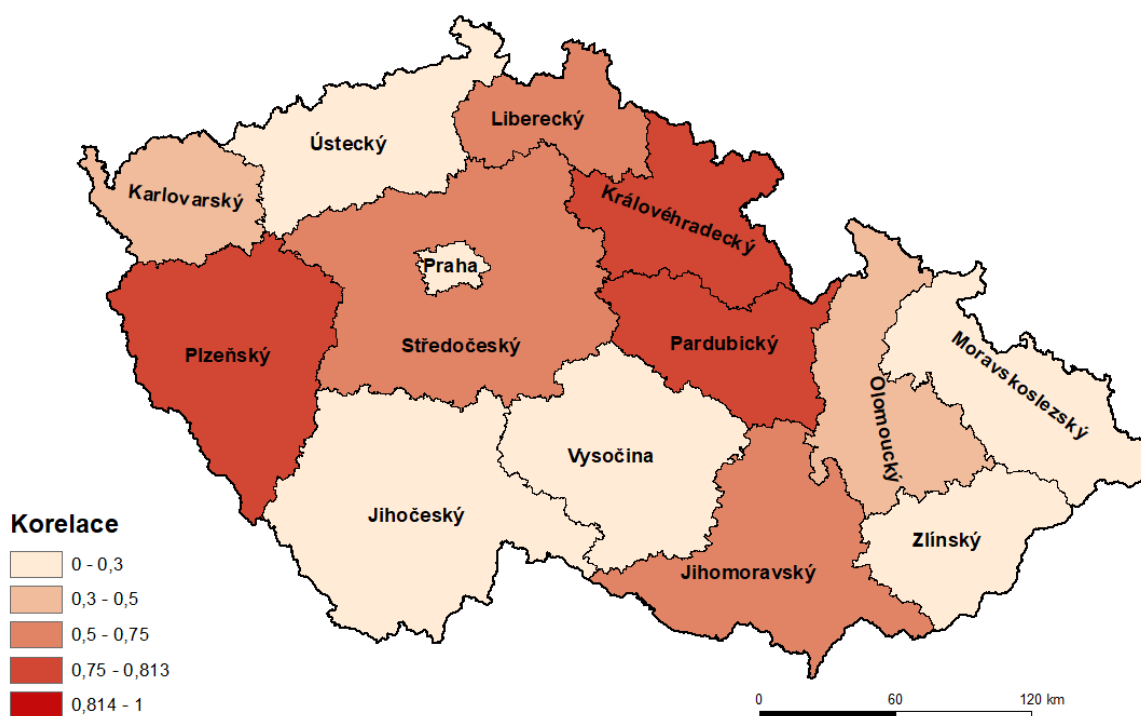 Ústecký
Liberecký
Karlovarský
Královéhradecký
Praha
Plzeňský
Středočeský
Pardubický
Moravskoslezský
Olomoucký
Vysočina
Jihočeský
Zlínský
Jihomoravský
Korelace
0 - 0,3
0,3 - 0,5
0,5 - 0,75
0,75 - 0,813
0,814 - 1
0 60 120 km